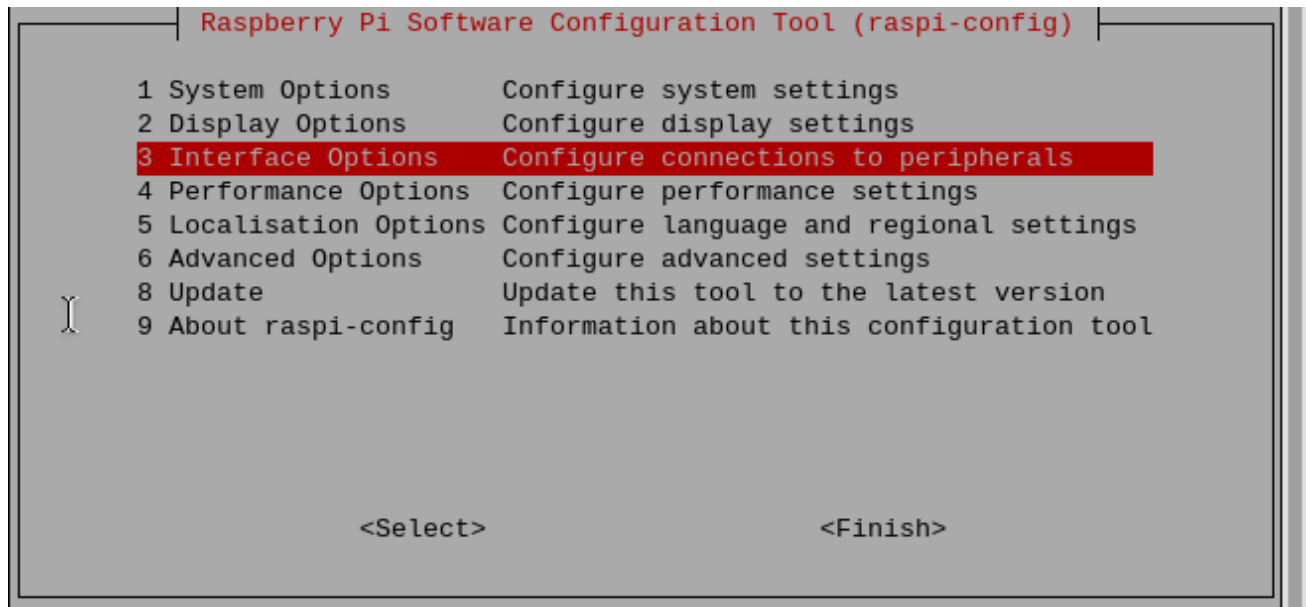 Raspberry Pi Software Configuration Tool (raspi-config)
1 System Options Configure system settings
2 Display Options Configure display settings
3 Interface Options Configure connections to peripherals
4 Performance Options Configure performance settings
5 Localisation Options Configure language and regional settings
6 Advanced Options Configure advanced settings
8 Update Update this tool to the latest version
9 About raspi-config Information about this configuration tool
<Select> <Finish>